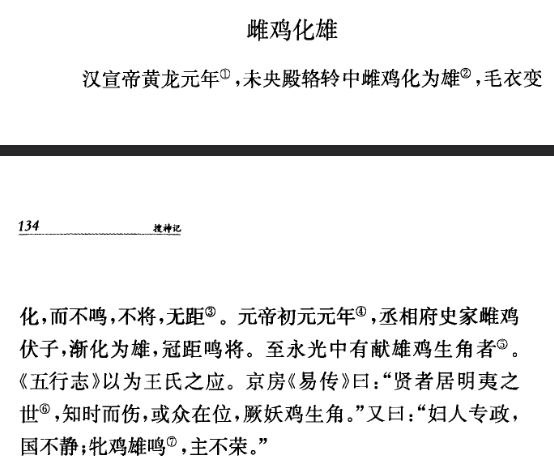 雌鸡化雄
汉宣帝黄龙元年①,未央殿辂軨中雌鸡化为雄②,毛衣变
134 搜神记
化,而不鸣,不将,无距③。元帝初元元年④,丞相府史家雌鸡
伏子,渐化为雄,冠距鸣将。至永光中有献雄鸡生角者⑤。
《五行志》以为王氏之应。京房《易传》曰:“贤者居明夷之
世⑥,知时而伤,或众在位,厥妖鸡生角。”又曰:“妇人专政,
国不静;牝鸡雄鸣⑦,主不荣。”